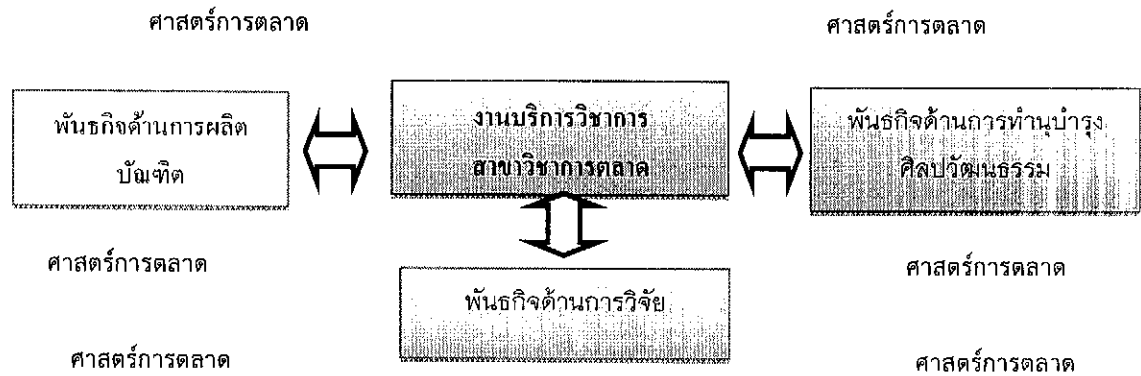 ศาสตร์การตลาด
ศาสตร์การตลาด
พันธกิจด้านการผลิต
บัณฑิต
งานบริการวิชาการ
สาขาวิชาการตลาด
พันธกิจด้านการทำนุบำรุง
ศิลปวัฒนธรรม
ศาสตร์การตลาด
ศาสตร์การตลาด
พันธกิจด้านการวิจัย
ศาสตร์การตลาด
ศาสตร์การตลาด